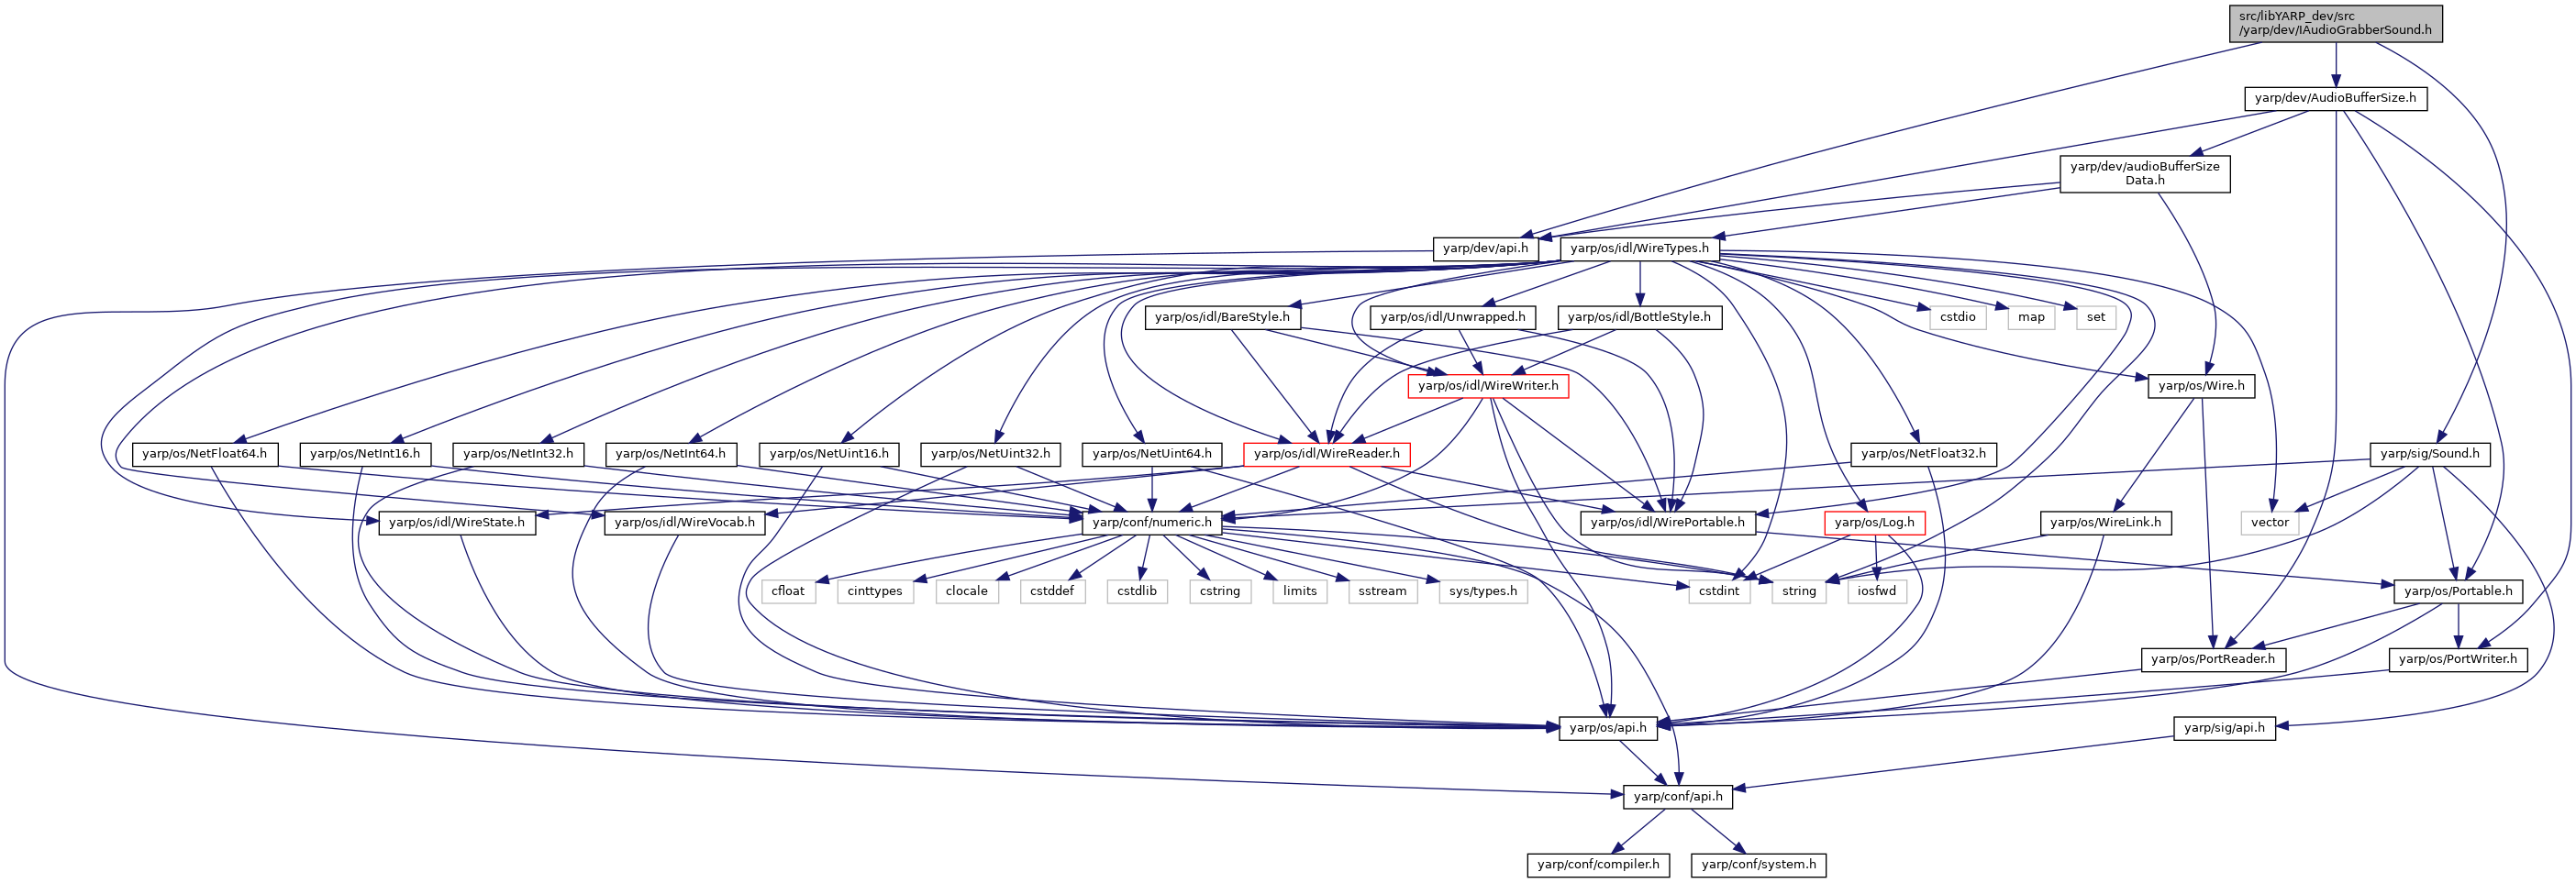 src/libYARP_dev/src
/yarp/dev/IAudioGrabberSound.h
yarp/dev/AudioBufferSize.h
yarp/dev/audioBufferSize
Data.h
yarp/dev/api.h
yarp/os/idl/WireTypes.h
yarp/os/idl/BareStyle.h
yarp/os/idl/Unwrapped.h
yarp/os/idl/BottleStyle.h
cstdio
map
set
yarp/os/idl/WireWriter.h
yarp/os/Wire.h
yarp/os/NetFloat64.h
yarp/os/NetInt16.h
yarp/os/NetInt32.h
yarp/os/NetInt64.h
yarp/os/NetUint16.h
yarp/os/NetUint32.h
yarp/os/NetUint64.h
yarp/os/idl/WireReader.h
yarp/os/NetFloat32.h
yarp/sig/Sound.h
yarp/os/idl/WireState.h
yarp/os/idl/WireVocab.h
yarp/conf/numeric.h
yarp/os/idl/WirePortable.h
yarp/os/Log.h
yarp/os/WireLink.h
vector
cfloat
cinttypes
clocale
cstddef
cstdlib
cstring
limits
sstream
sys/types.h
cstdint
string
iosfwd
yarp/os/Portable.h
yarp/os/PortReader.h
yarp/os/PortWriter.h
yarp/os/api.h
yarp/sig/api.h
yarp/conf/api.h
yarp/conf/compiler.h
yarp/conf/system.h